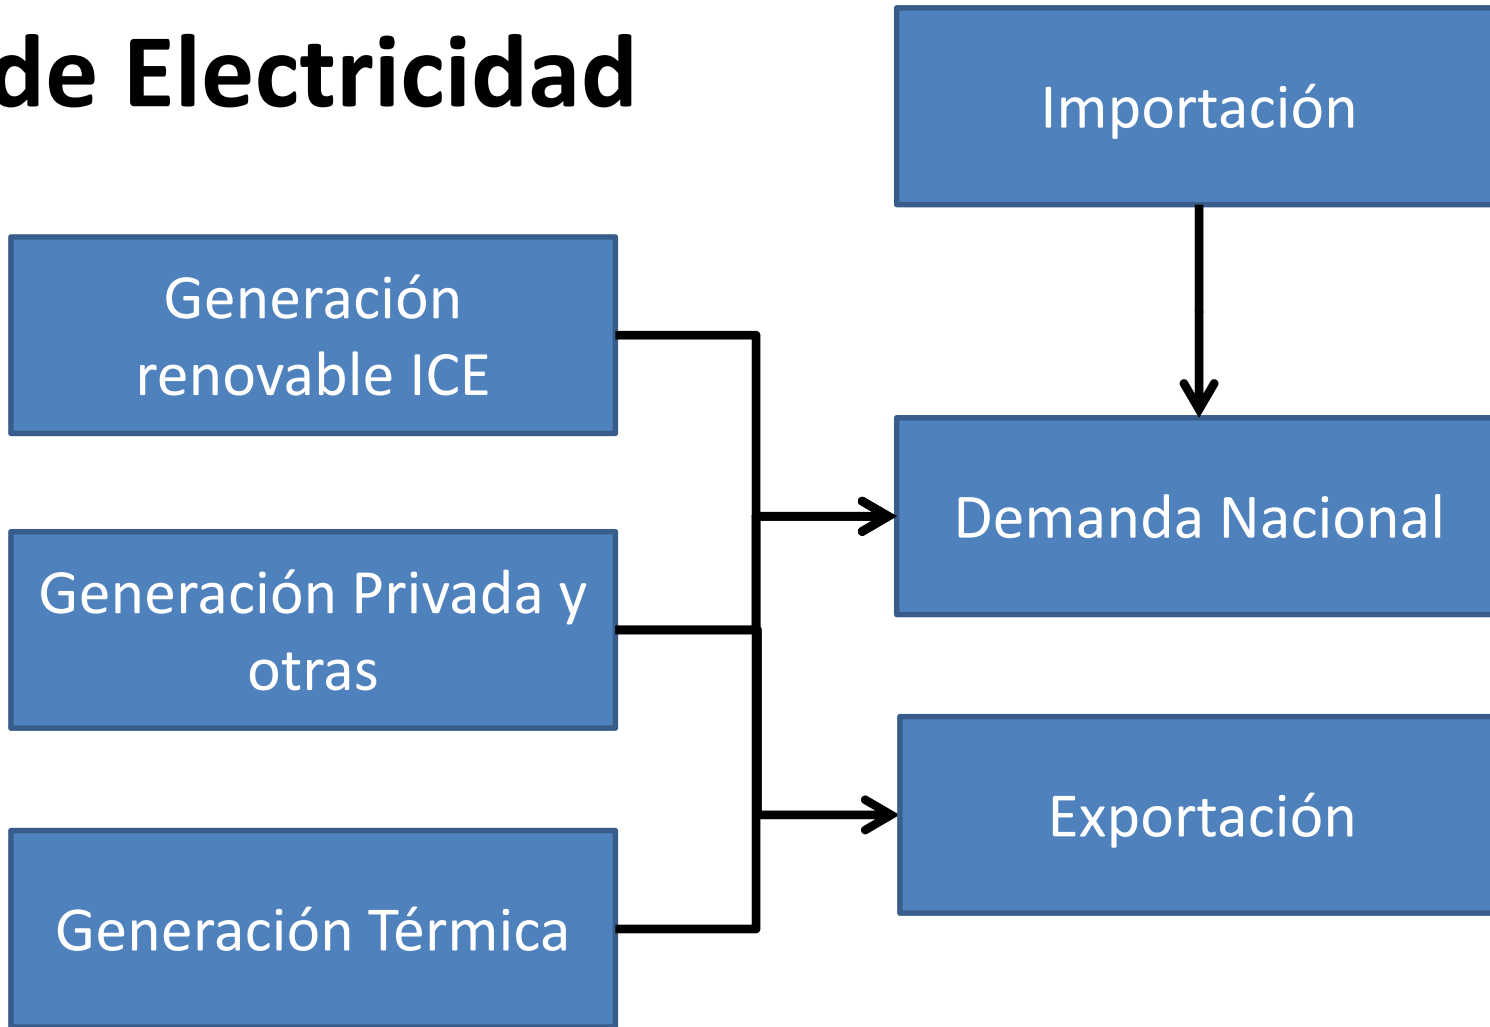 de Electricidad
Importación
Generación
renovable ICE
Demanda Nacional
Generación Privada y
otras
Exportación
Generación Térmica